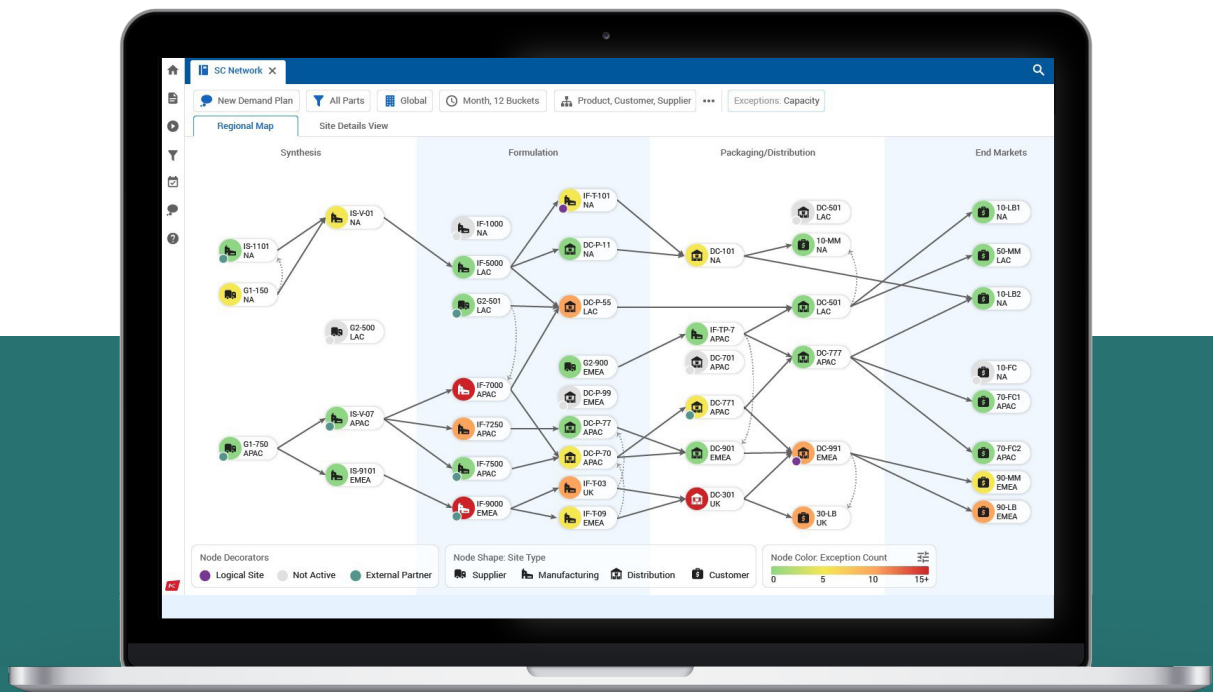 SC Network
New Demand Plan
All Parts
Global
Month, 12 Buckets
Product, Customer, Supplier
Exceptions: Capacity
Regional Map
Site Details View
Synthesis
Formulation
Packaging/Distribution
End Markets
IS-1101
NA
G1-150
NA
IS-V-01
NA
G2-500
LAC
G1-750
APAC
IS-V-07
APAC
IS-9101
EMEA
IF-1000
NA
IF-5000
LAC
G2-501
LAC
IF-7000
APAC
IF-7250
APAC
IF-7500
APAC
IF-9000
EMEA
IF-T-101
NA
DC-P-11
NA
DC-P-55
LAC
G2-900
EMEA
DC-P-99
EMEA
DC-P-77
APAC
DC-P-70
APAC
IF-T-03
UK
IF-T-09
EMEA
DC-101
NA
IF-TP-7
APAC
DC-701
APAC
DC-771
APAC
DC-901
EMEA
DC-301
UK
DC-501
LAC
10-MM
NA
DC-501
LAC
DC-777
APAC
DC-991
EMEA
30-LB
UK
10-LB1
NA
50-MM
LAC
10-LB2
NA
10-FC
NA
70-FC1
APAC
70-FC2
APAC
90-MM
EMEA
90-LB
EMEA
Node Decorators
Logical Site
Not Active
External Partner
Node Shape: Site Type
Supplier
Manufacturing
Distribution
Customer
Node Color: Exception Count
0 5 10 15+